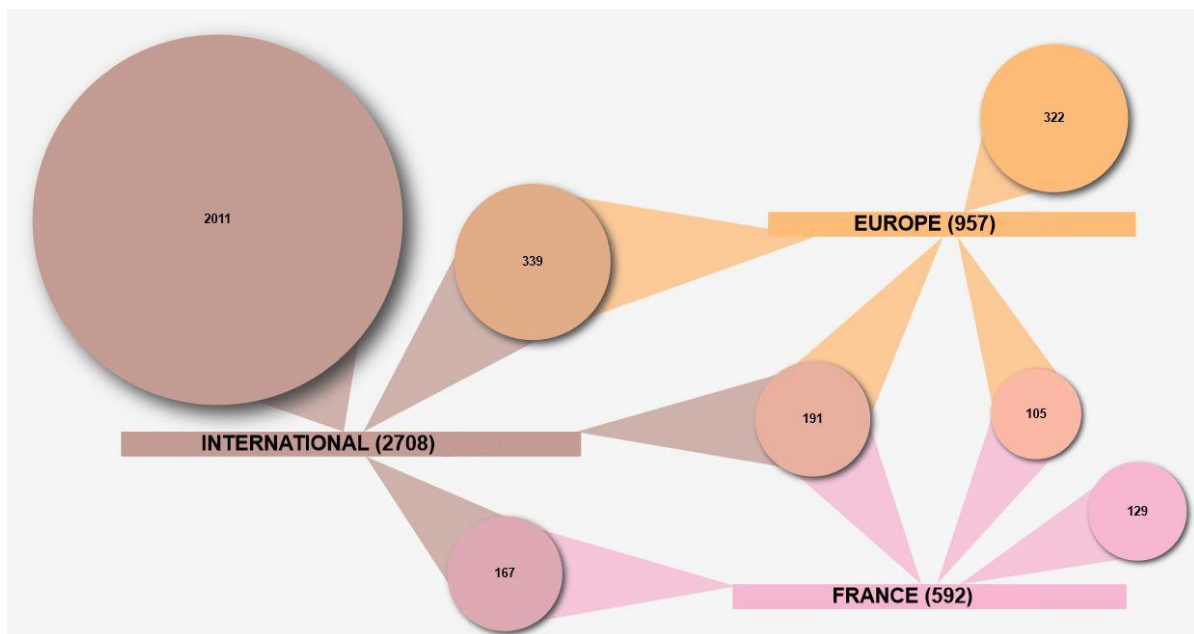 322
2011
EUROPE (957)
339
191
105
INTERNATIONAL (2708)
129
167
FRANCE (592)